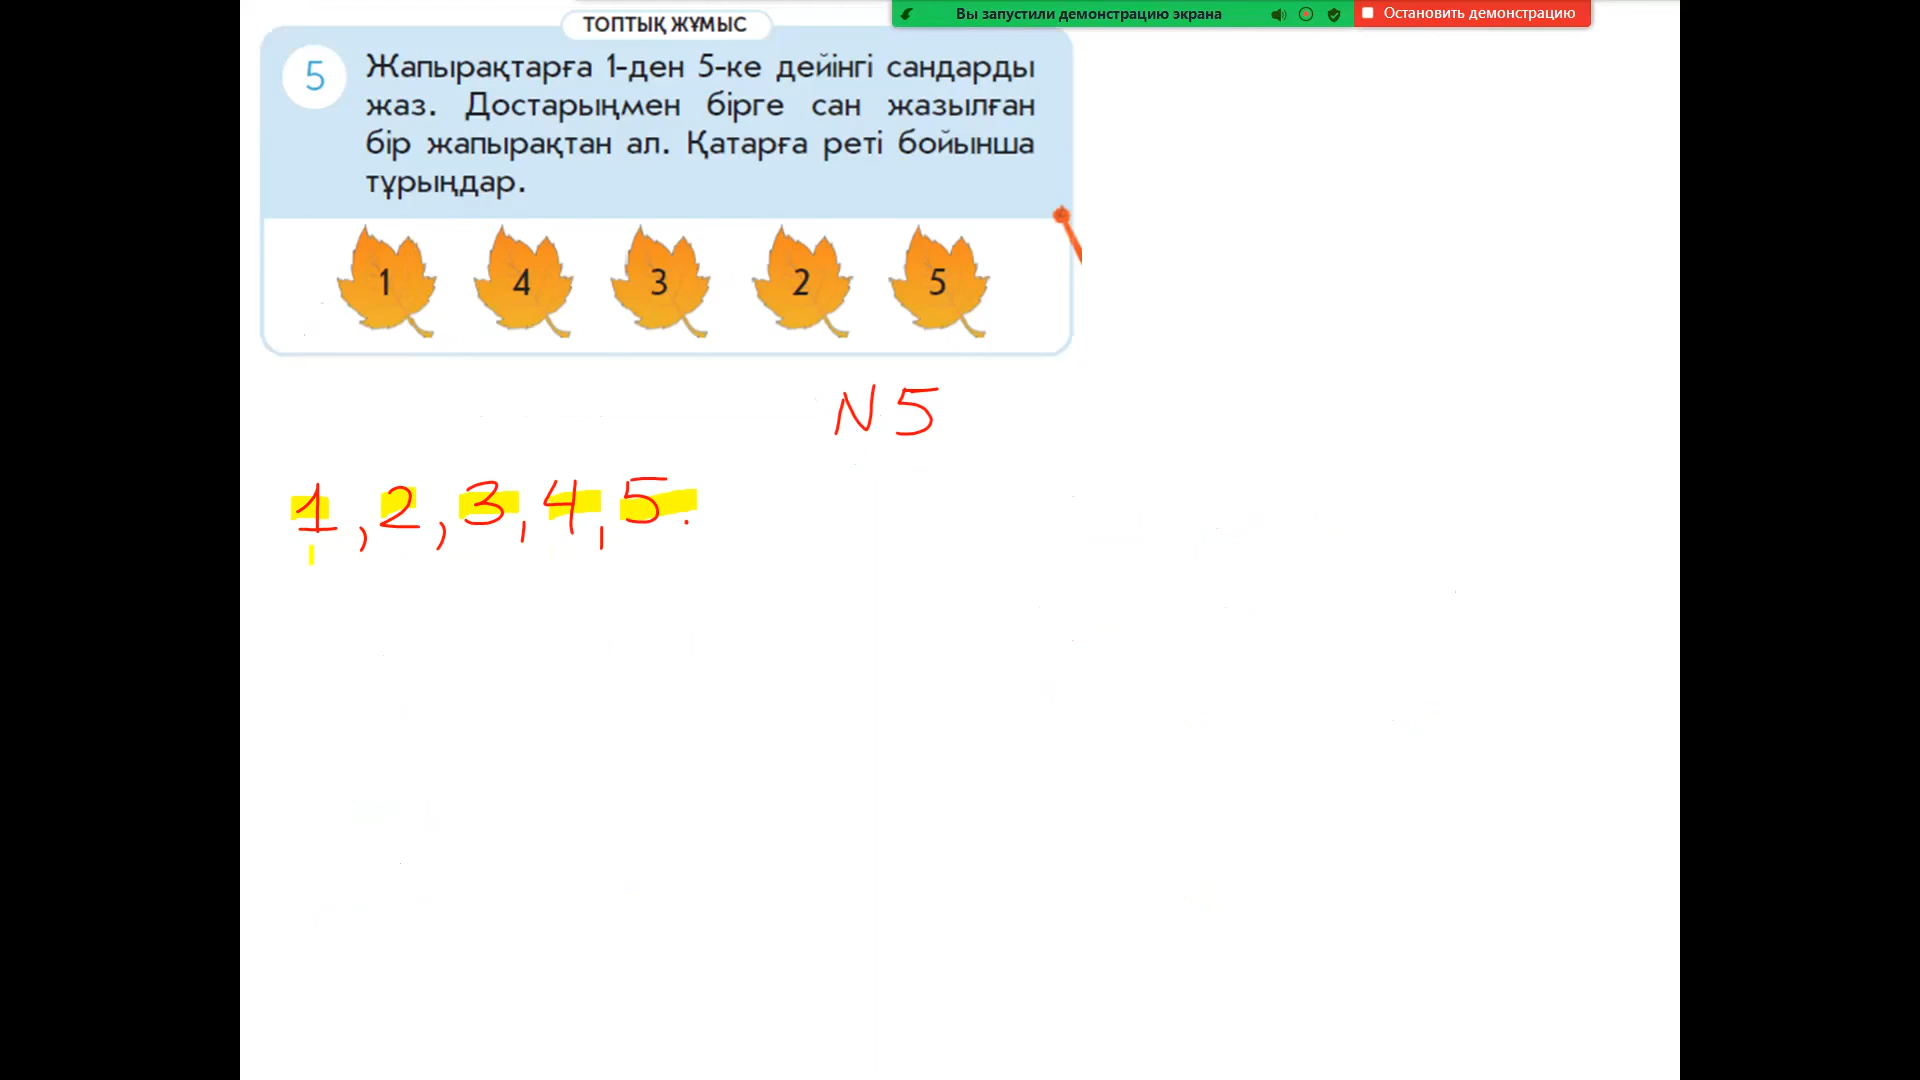 Вы запустили демонстрацию экрана
Остановить демонстрацию
ТОПТЫҚ ЖҰМЫС
5
Жапырақтарға 1-ден 5-ке дейінгі сандарды
жаз. Достарыңмен бірге сан жазылған
бір жапырақтан ал. Қатарға реті бойынша
тұрыңдар.
1 4 3 2 5
N 5
1, 2, 3, 4, 5.